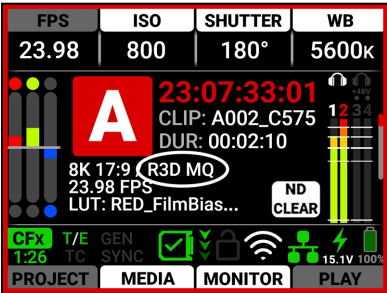 FPS ISO SHUTTER WB
23.98 800 180° 5600K
A 23:07:33:01
CLIP: A002_C575
DUR: 00:02:10
+48V
1 2 3 4
8K 17:9 / R3D MQ
23.98 FPS
LUT: RED_FilmBias...
ND
CLEAR
CFx T/E GEN
1:26 TC SYNC 15.1V 100%
PROJECT MEDIA MONITOR PLAY